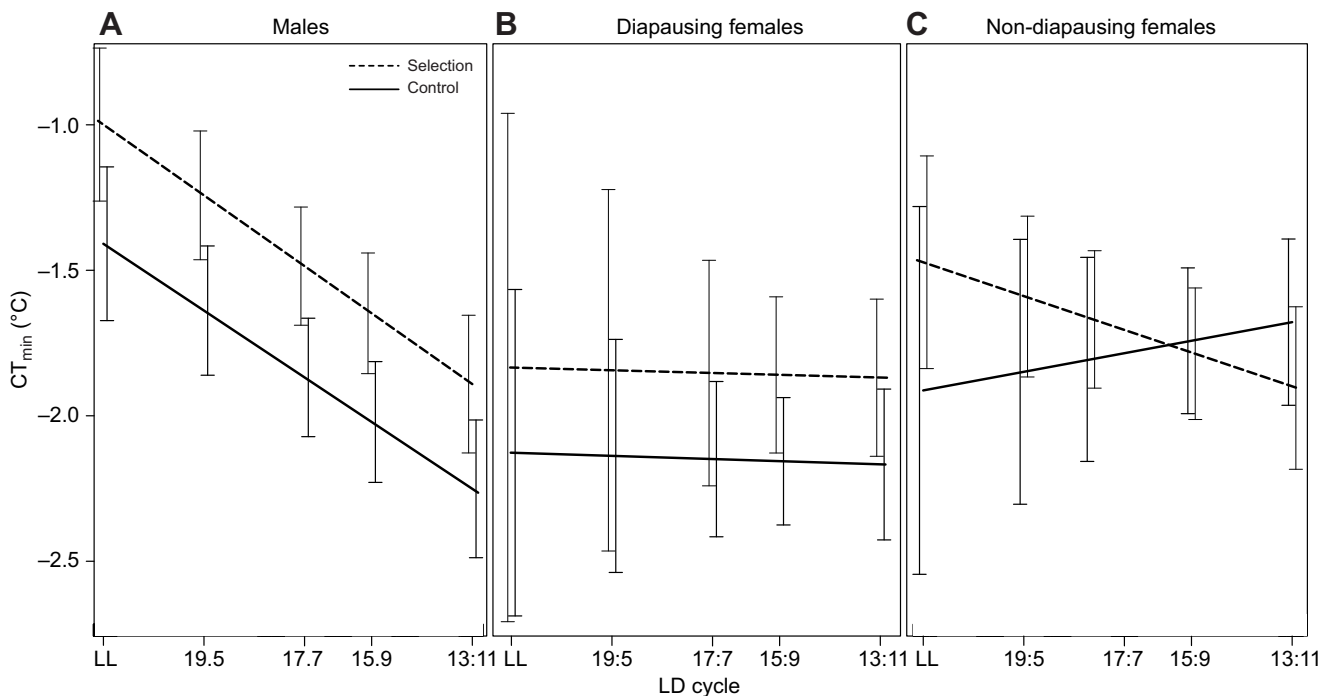 A Males
B Diapausing females
C Non-diapausing females
Selection
Control
–1.0
–1.5
–2.0
–2.5
CTmin (°C)
LL 19.5 17.7 15.9 13:11
LL 19:5 17:7 15:9 13:11
LL 19:5 17:7 15:9 13:11
LD cycle